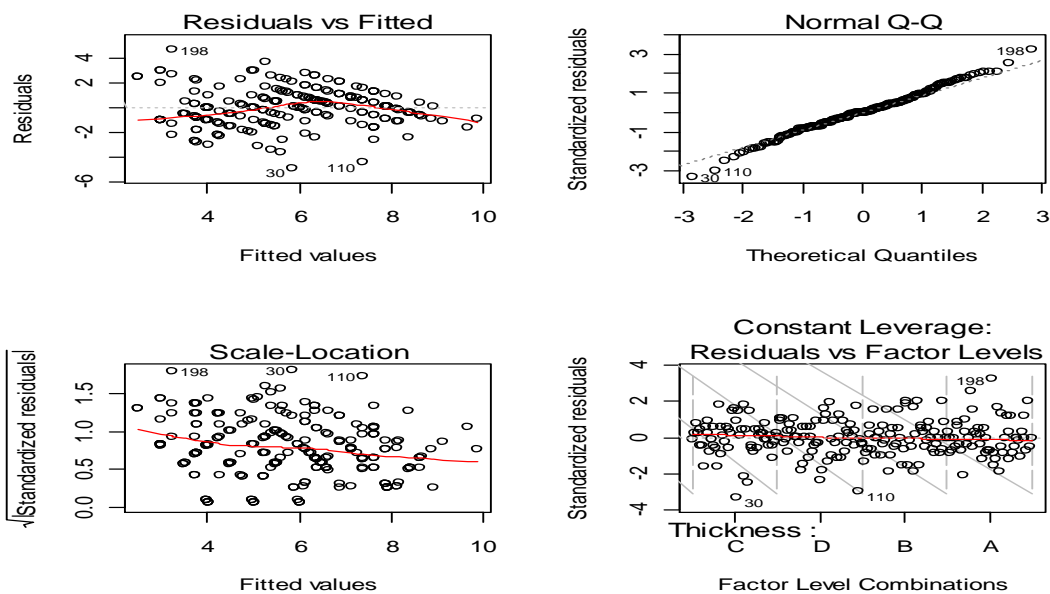 Residuals vs Fitted
Residuals
4
2
-2
-6
198
30
110
4
6
8
10
Fitted values
Normal Q-Q
Standardized residuals
3
1
-1
-3
198
110
30
-3
-2
-1
0
1
2
3
Theoretical Quantiles
Scale-Location
√|Standardized residuals|
1.5
1.0
0.5
0.0
198
30
110
4
6
8
10
Fitted values
Constant Leverage:
Residuals vs Factor Levels
Standardized residuals
4
2
0
-2
-4
198
30
110
Thickness :
C
D
B
A
Factor Level Combinations